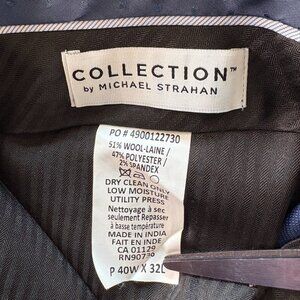 COLLECTION™
by MICHAEL STRAHAN
PO # 4900122730
51% WOOL-LAINE /
47% POLYESTER /
2% SPANDEX
DRY CLEAN ONLY
LOW MOISTURE
UTILITY PRESS
Nettoyage à sec
seulement Repasser
à basse température
MADE IN INDIA
FAIT EN INDE
CA 01129
P 40W X 32L